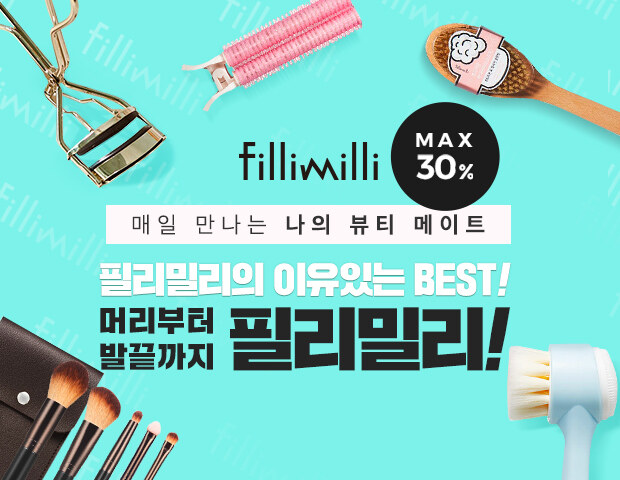 fillimilli
MAX
30%
매일 만나는 나의 뷰티 메이트
필리밀리의 이유있는 BEST!
머리부터
발끝까지
필리밀리!